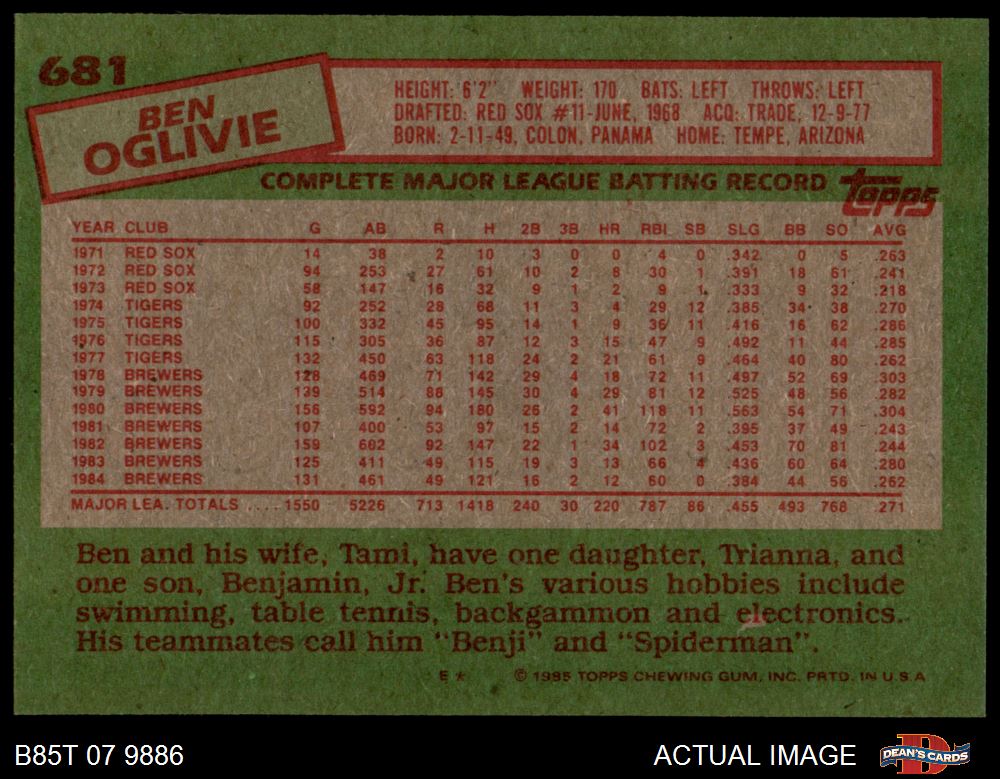 681
BEN
OGLIVIE
HEIGHT: 6'2" WEIGHT: 170 BATS: LEFT THROWS: LEFT
DRAFTED: RED SOX #11-JUNE, 1968 ACQ: TRADE, 12-9-77
BORN: 2-11-49, COLON, PANAMA HOME: TEMPE, ARIZONA
COMPLETE MAJOR LEAGUE BATTING RECORD topps
YEAR CLUB G AB R H 2B 3B HR RBI SB SLG BB SO AVG
1971 RED SOX 14 38 2 10 3 0 0 4 0 .342 0 5 .263
1972 RED SOX 94 253 27 61 10 2 8 30 1 .391 18 61 .241
1973 RED SOX 58 147 16 32 9 1 2 9 1 .333 9 32 .218
1974 TIGERS 92 252 28 68 11 3 4 29 12 .385 34 38 .270
1975 TIGERS 100 332 45 95 14 1 9 36 11 .416 16 62 .286
1976 TIGERS 115 305 36 87 12 3 15 47 9 .492 11 44 .285
1977 TIGERS 132 450 63 118 24 2 21 61 9 .464 40 80 .262
1978 BREWERS 128 469 71 142 29 4 18 72 11 .497 52 69 .303
1979 BREWERS 139 514 88 145 30 4 29 81 12 .525 48 56 .282
1980 BREWERS 156 592 94 180 26 2 41 118 11 .563 54 71 .304
1981 BREWERS 107 400 53 97 15 2 14 72 2 .395 37 49 .243
1982 BREWERS 159 602 92 147 22 1 34 102 3 .453 70 81 .244
1983 BREWERS 125 411 49 115 19 3 13 66 4 .436 60 64 .280
1984 BREWERS 131 461 49 121 16 2 12 60 0 .384 44 56 .262
MAJOR LEA. TOTALS .... 1550 5226 713 1418 240 30 220 787 86 .455 493 768 .271
Ben and his wife, Tami, have one daughter, Trianna, and
one son, Benjamin, Jr. Ben's various hobbies include
swimming, table tennis, backgammon and electronics.
His teammates call him "Benji" and "Spiderman".
E * © 1985 TOPPS CHEWING GUM, INC. PRTD. IN U.S.A
B85T 07 9886 ACTUAL IMAGE DEAN'S CARDS